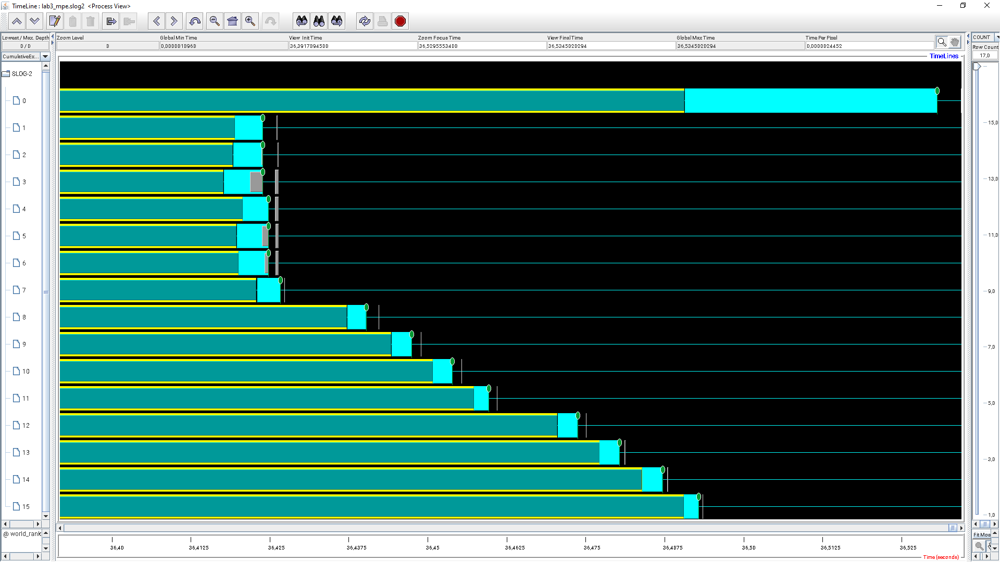 TimeLine : lab3_mpe.slog2 <Process View>
Lowest / Max. Depth
0 / 0
Zoom Level
8
Global Min Time
0,0000818968
View Init Time
36,3917894508
Zoom Focus Time
36,5295553408
View Final Time
36,5345020294
Global Max Time
36,5345020294
Time Per Pixel
0,0000824452
COUNT
Row Count
17,0
CumulativeEx...
TimeLines
SLOG-2
0
1
2
3
4
5
6
7
8
9
10
11
12
13
14
15
15,0
13,0
11,0
9,0
7,0
5,0
3,0
1,0
@ world_rank
Fit Mos
36,40
36,4125
36,425
36,4375
36,45
36,4625
36,475
36,4875
36,50
36,5125
36,525
Time (seconds)